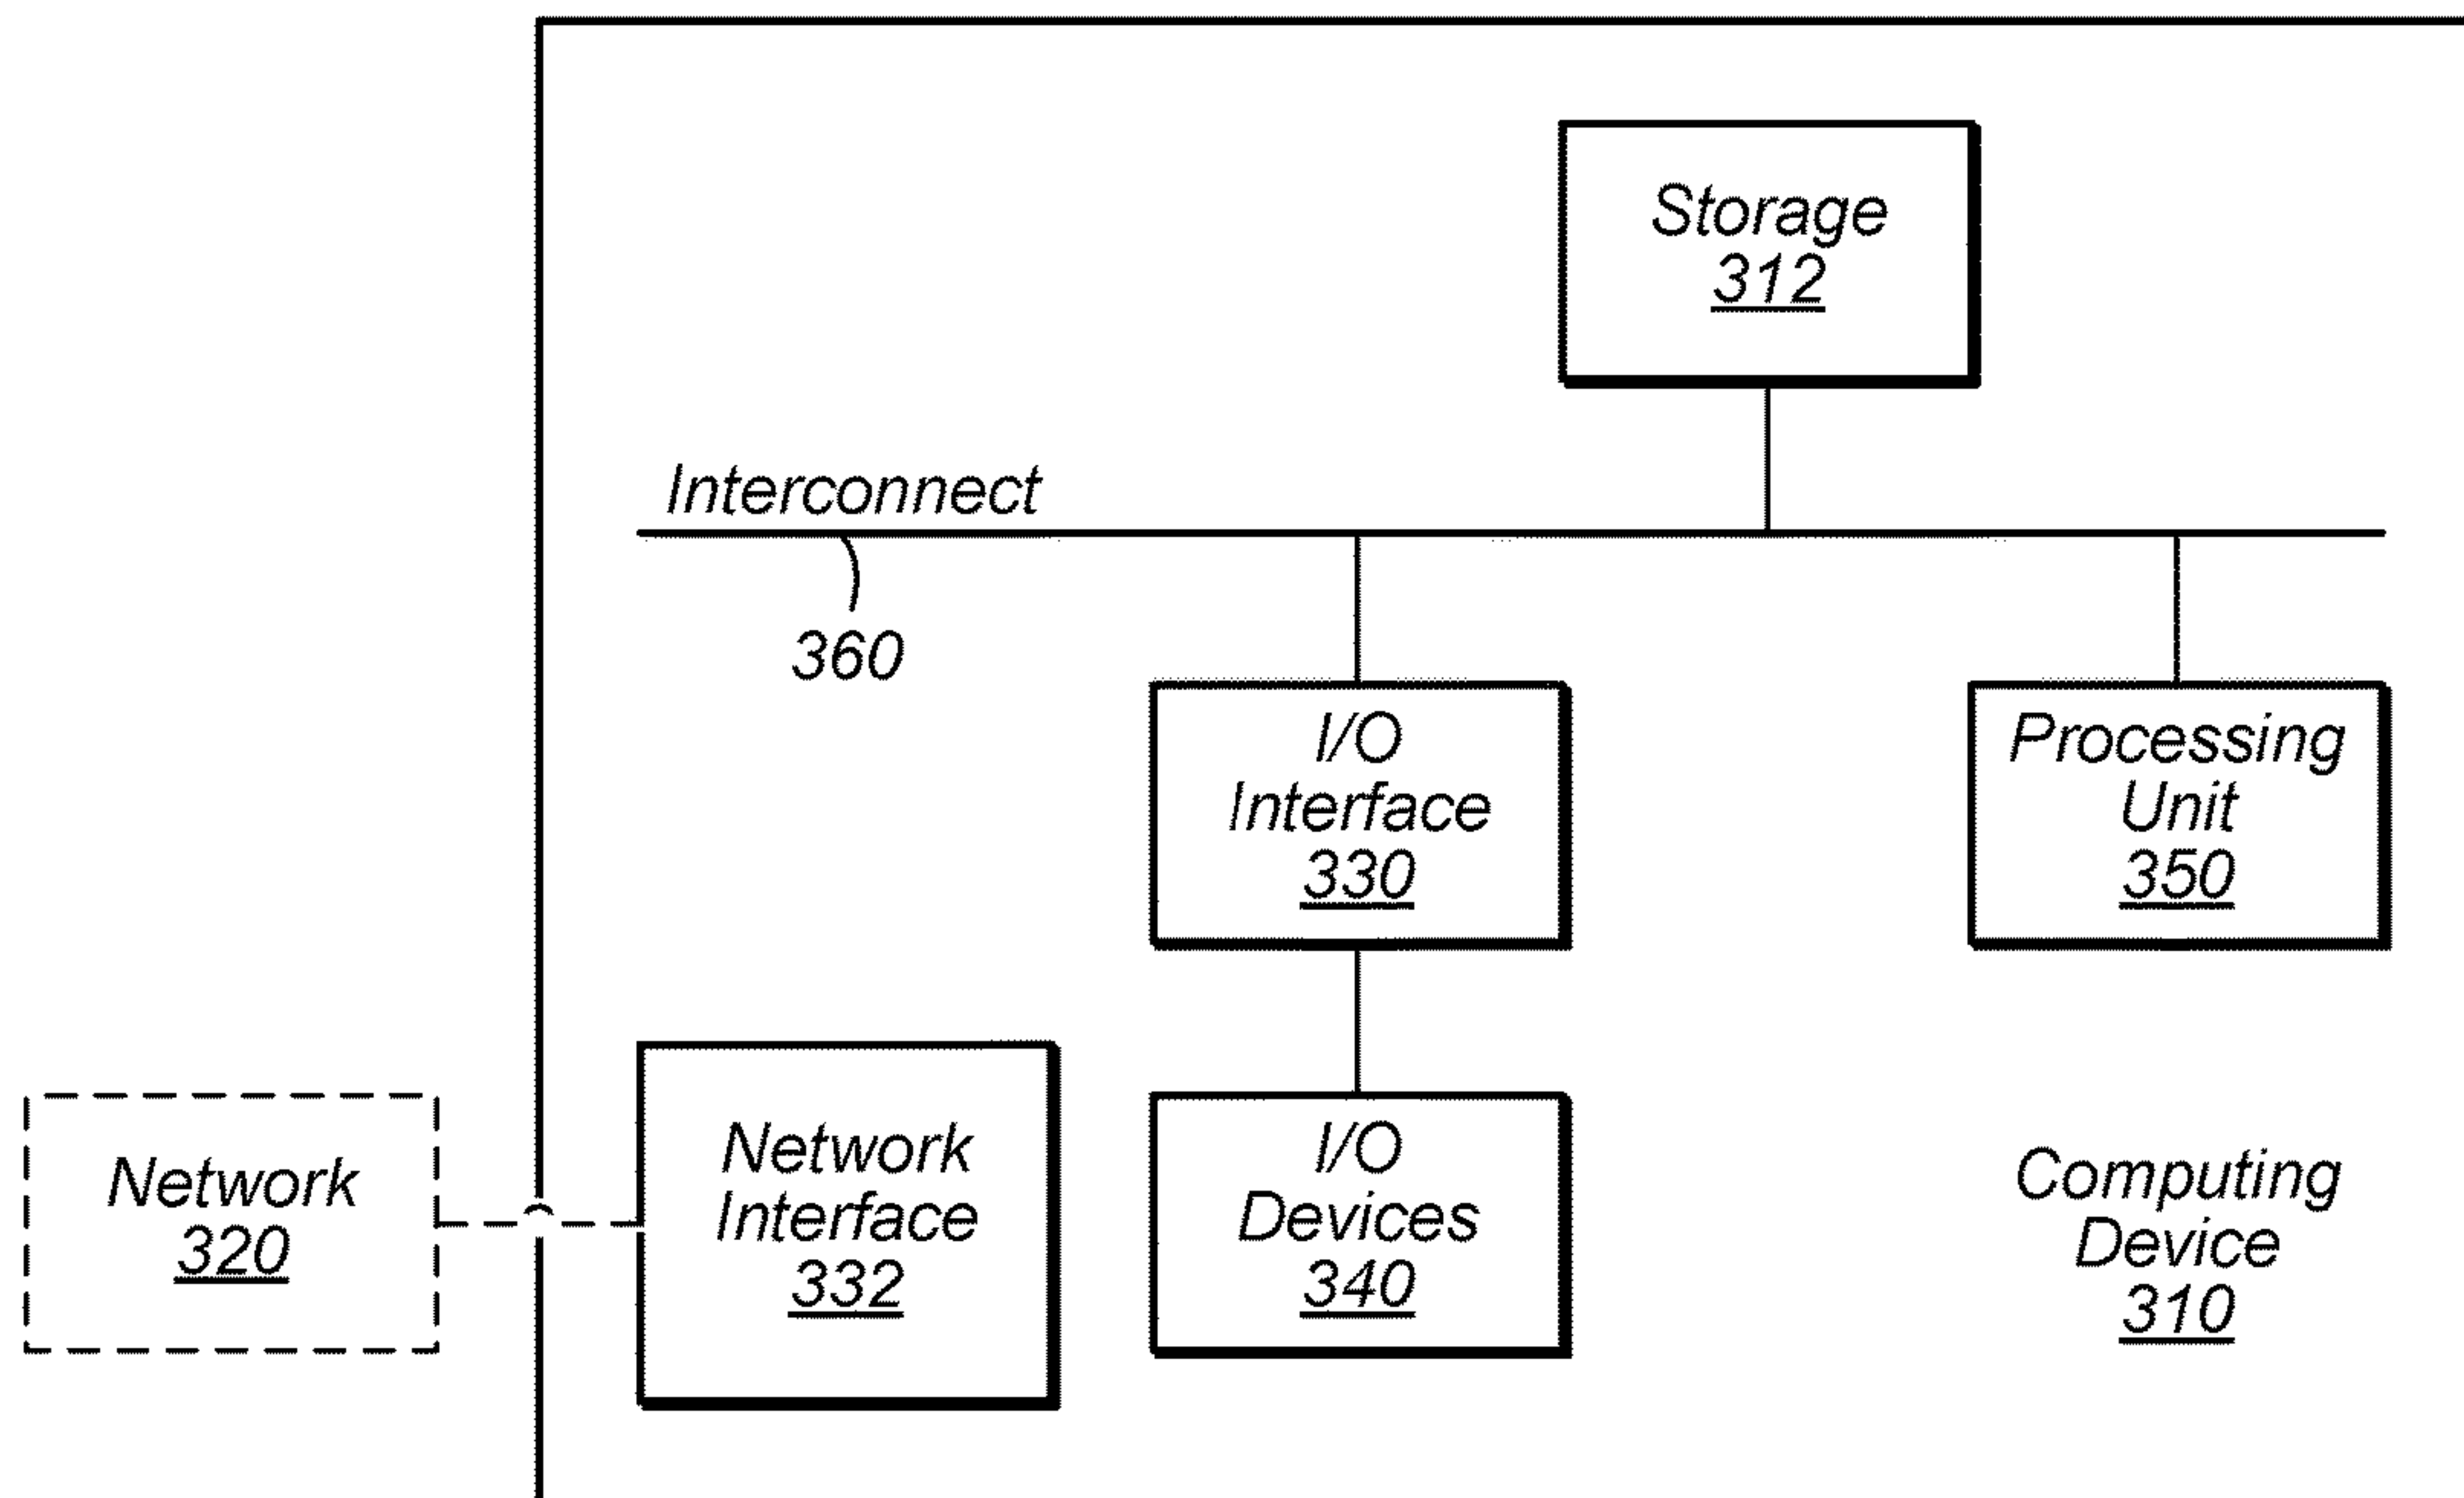 Storage
312
Interconnect
360
I/O
Interface
330
Processing
Unit
350
Network
320
Network
Interface
332
I/O
Devices
340
Computing
Device
310